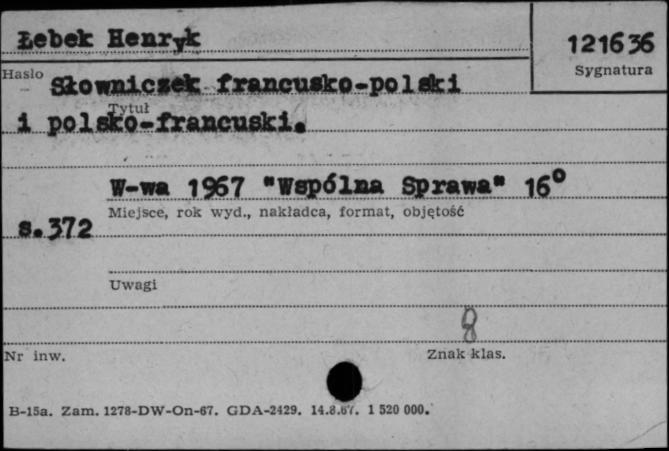 Łebek Henryk
121636
Hasło
Sygnatura
Słowniczek francusko-polski
Tytuł
i polsko-francuski.
W-wa 1967 "Wspólna Sprawa" 16°
Miejsce, rok wyd., nakładca, format, objętość
s.372
Uwagi
8
Nr inw.
Znak klas.
B-15a. Zam. 1278-DW-On-67. GDA-2429. 14.8.67. 1 520 000.